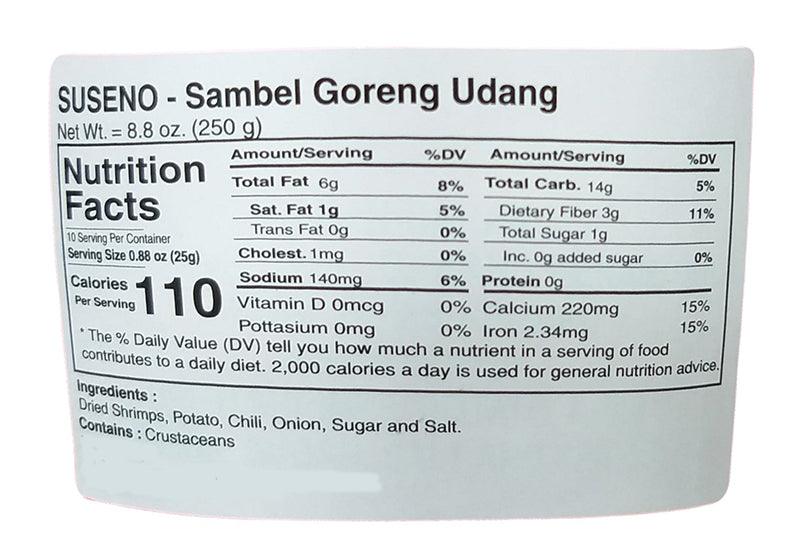 SUSENO - Sambel Goreng Udang
Net Wt. = 8.8 oz. (250 g)
Nutrition
Facts
10 Serving Per Container
Serving Size 0.88 oz (25g)
Calories
Per Serving 110
Amount/Serving %DV
Total Fat 6g 8%
Sat. Fat 1g 5%
Trans Fat 0g 0%
Cholest. 1mg 0%
Sodium 140mg 6%
Vitamin D 0mcg 0%
Pottasium 0mg 0%
Amount/Serving %DV
Total Carb. 14g 5%
Dietary Fiber 3g 11%
Total Sugar 1g
Inc. 0g added sugar 0%
Protein 0g
Calcium 220mg 15%
Iron 2.34mg 15%
* The % Daily Value (DV) tell you how much a nutrient in a serving of food
contributes to a daily diet. 2,000 calories a day is used for general nutrition advice.
Ingredients :
Dried Shrimps, Potato, Chili, Onion, Sugar and Salt.
Contains : Crustaceans